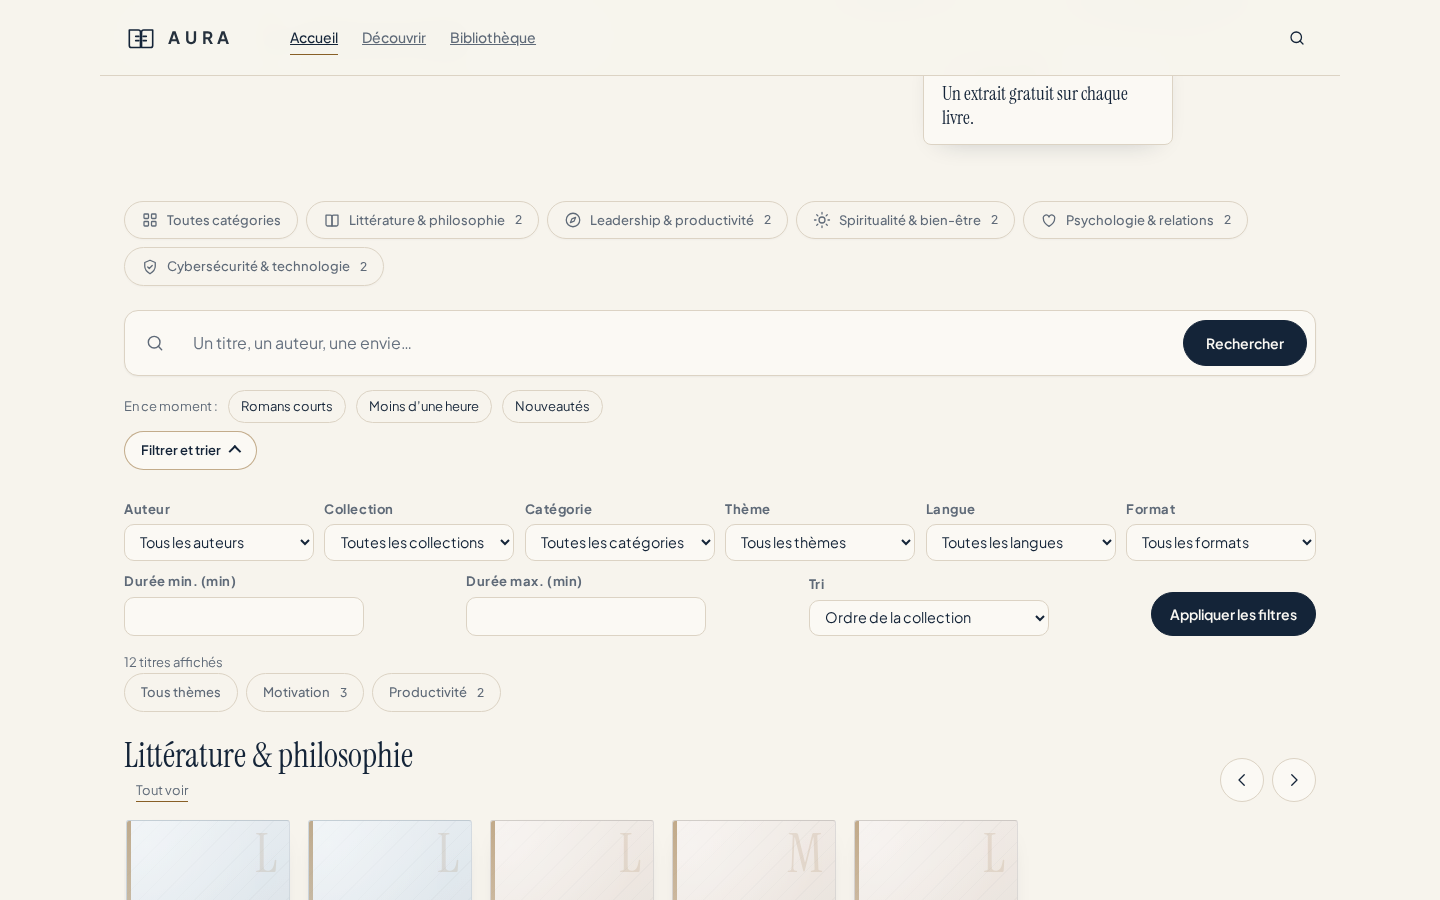 AURA
Accueil
Découvrir
Bibliothèque
Un extrait gratuit sur chaque
livre.
Toutes catégories
Littérature & philosophie 2
Leadership & productivité 2
Spiritualité & bien-être 2
Psychologie & relations 2
Cybersécurité & technologie 2
Un titre, un auteur, une envie…
Rechercher
En ce moment :
Romans courts
Moins d'une heure
Nouveautés
Filtrer et trier
Auteur
Collection
Catégorie
Thème
Langue
Format
Tous les auteurs
Toutes les collections
Toutes les catégories
Tous les thèmes
Toutes les langues
Tous les formats
Durée min. (min)
Durée max. (min)
Tri
Ordre de la collection
Appliquer les filtres
12 titres affichés
Tous thèmes
Motivation 3
Productivité 2
Littérature & philosophie
Tout voir
L
L
L
M
L